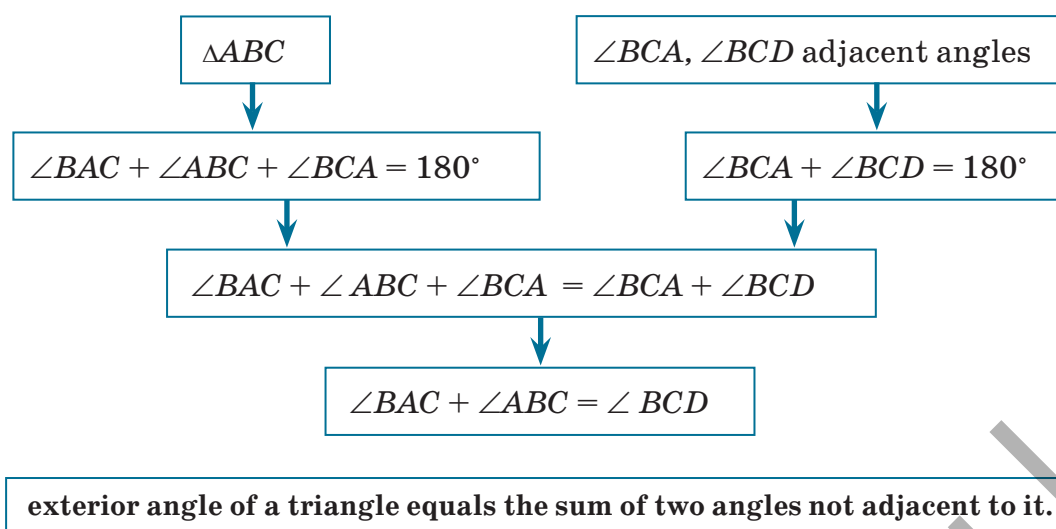 ∆ABC
∠BCA, ∠BCD adjacent angles
∠BAC + ∠ABC + ∠BCA = 180°
∠BCA + ∠BCD = 180°
∠BAC + ∠ ABC + ∠BCA = ∠BCA + ∠BCD
∠BAC + ∠ABC = ∠ BCD
exterior angle of a triangle equals the sum of two angles not adjacent to it.